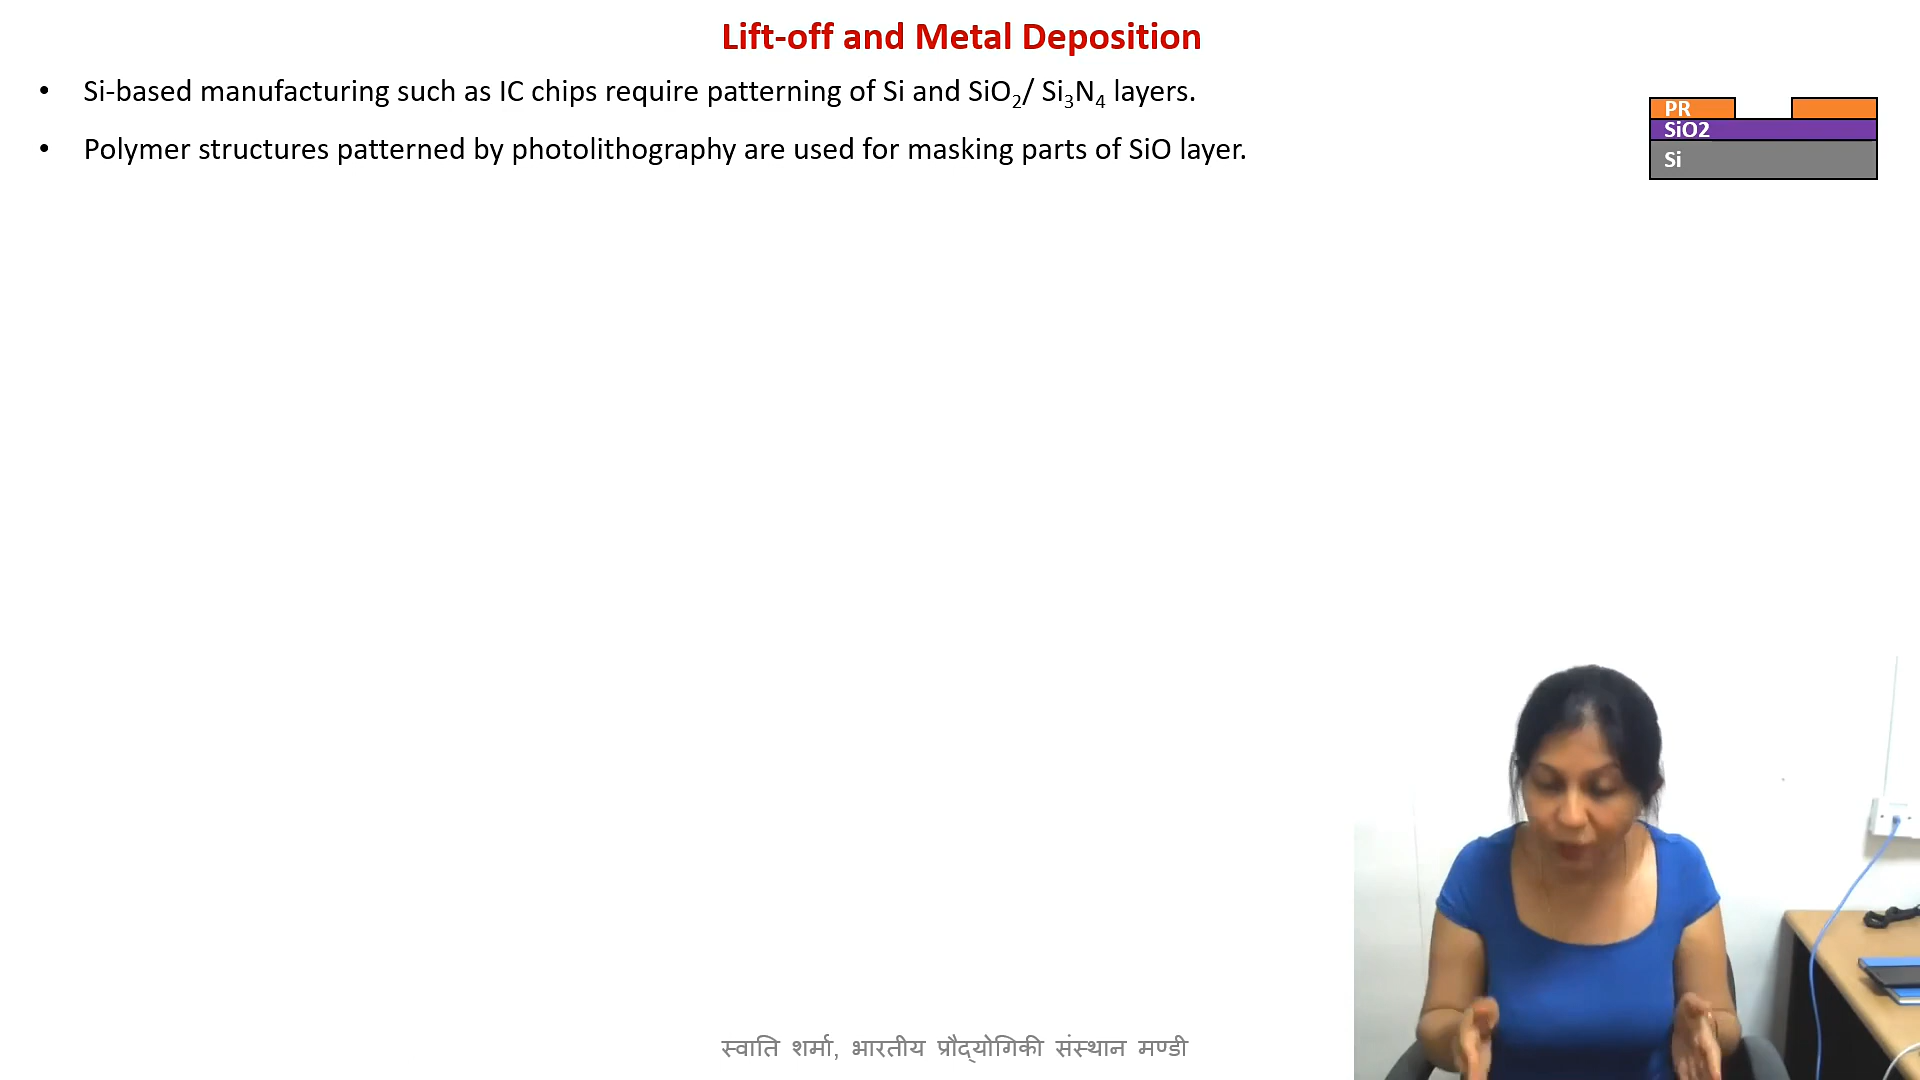 Lift-off and Metal Deposition
• Si-based manufacturing such as IC chips require patterning of Si and SiO₂/ Si₃N₄ layers.
• Polymer structures patterned by photolithography are used for masking parts of SiO layer.
PR
SiO2
Si
स्वाति शर्मा, भारतीय प्रौद्योगिकी संस्थान मण्डी